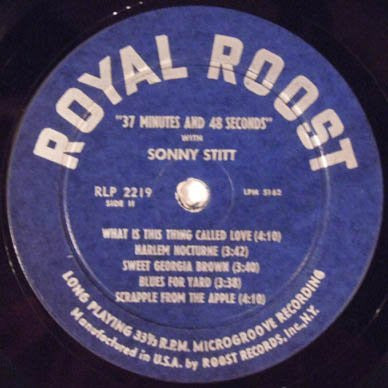 ROYAL ROOST
"37 MINUTES AND 48 SECONDS"
WITH
SONNY STITT
RLP 2219
SIDE II
LPM 5162
WHAT IS THIS THING CALLED LOVE (4:10)
HARLEM NOCTURNE (3:42)
SWEET GEORGIA BROWN (3:40)
BLUES FOR YARD (3:38)
SCRAPPLE FROM THE APPLE (4:10)
LONG PLAYING 33⅓ R.P.M. MICROGROOVE RECORDING
Manufactured in U.S.A. by ROOST RECORDS, Inc., N.Y.